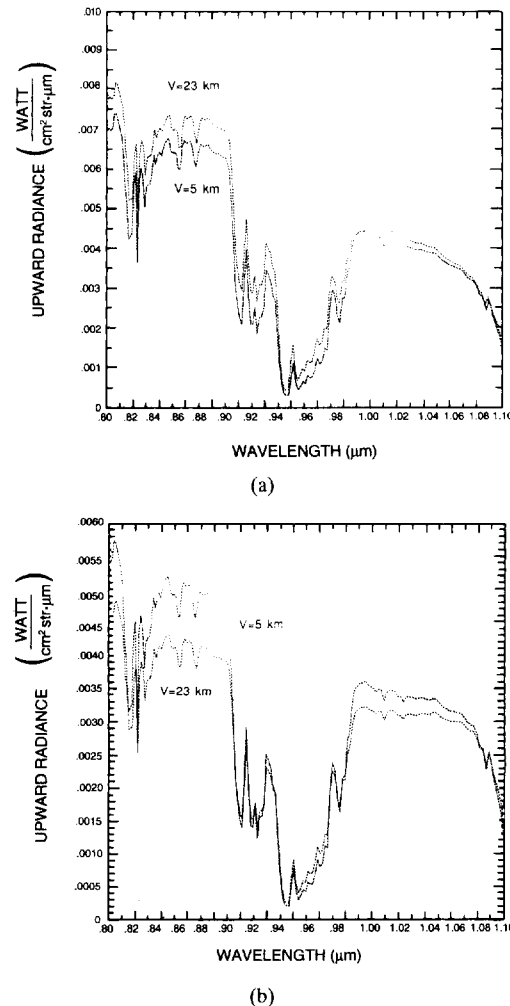 .010
.009
.008
.007
.006
.005
.004
.003
.002
.001
0
UPWARD RADIANCE (WATT / cm² str-µm)
V=23 km
V=5 km
.80 .82 .84 .86 .88 .90 .92 .94 .96 .98 1.00 1.02 1.04 1.06 1.08 1.10
WAVELENGTH (µm)
(a)
.0060
.0055
.0050
.0045
.0040
.0035
.0030
.0025
.0020
.0015
.0010
.0005
0
UPWARD RADIANCE (WATT / cm² str-µm)
V=5 km
V=23 km
.80 .82 .84 .86 .88 .90 .92 .94 .96 .98 1.00 1.02 1.04 1.06 1.08 1.10
WAVELENGTH (µm)
(b)